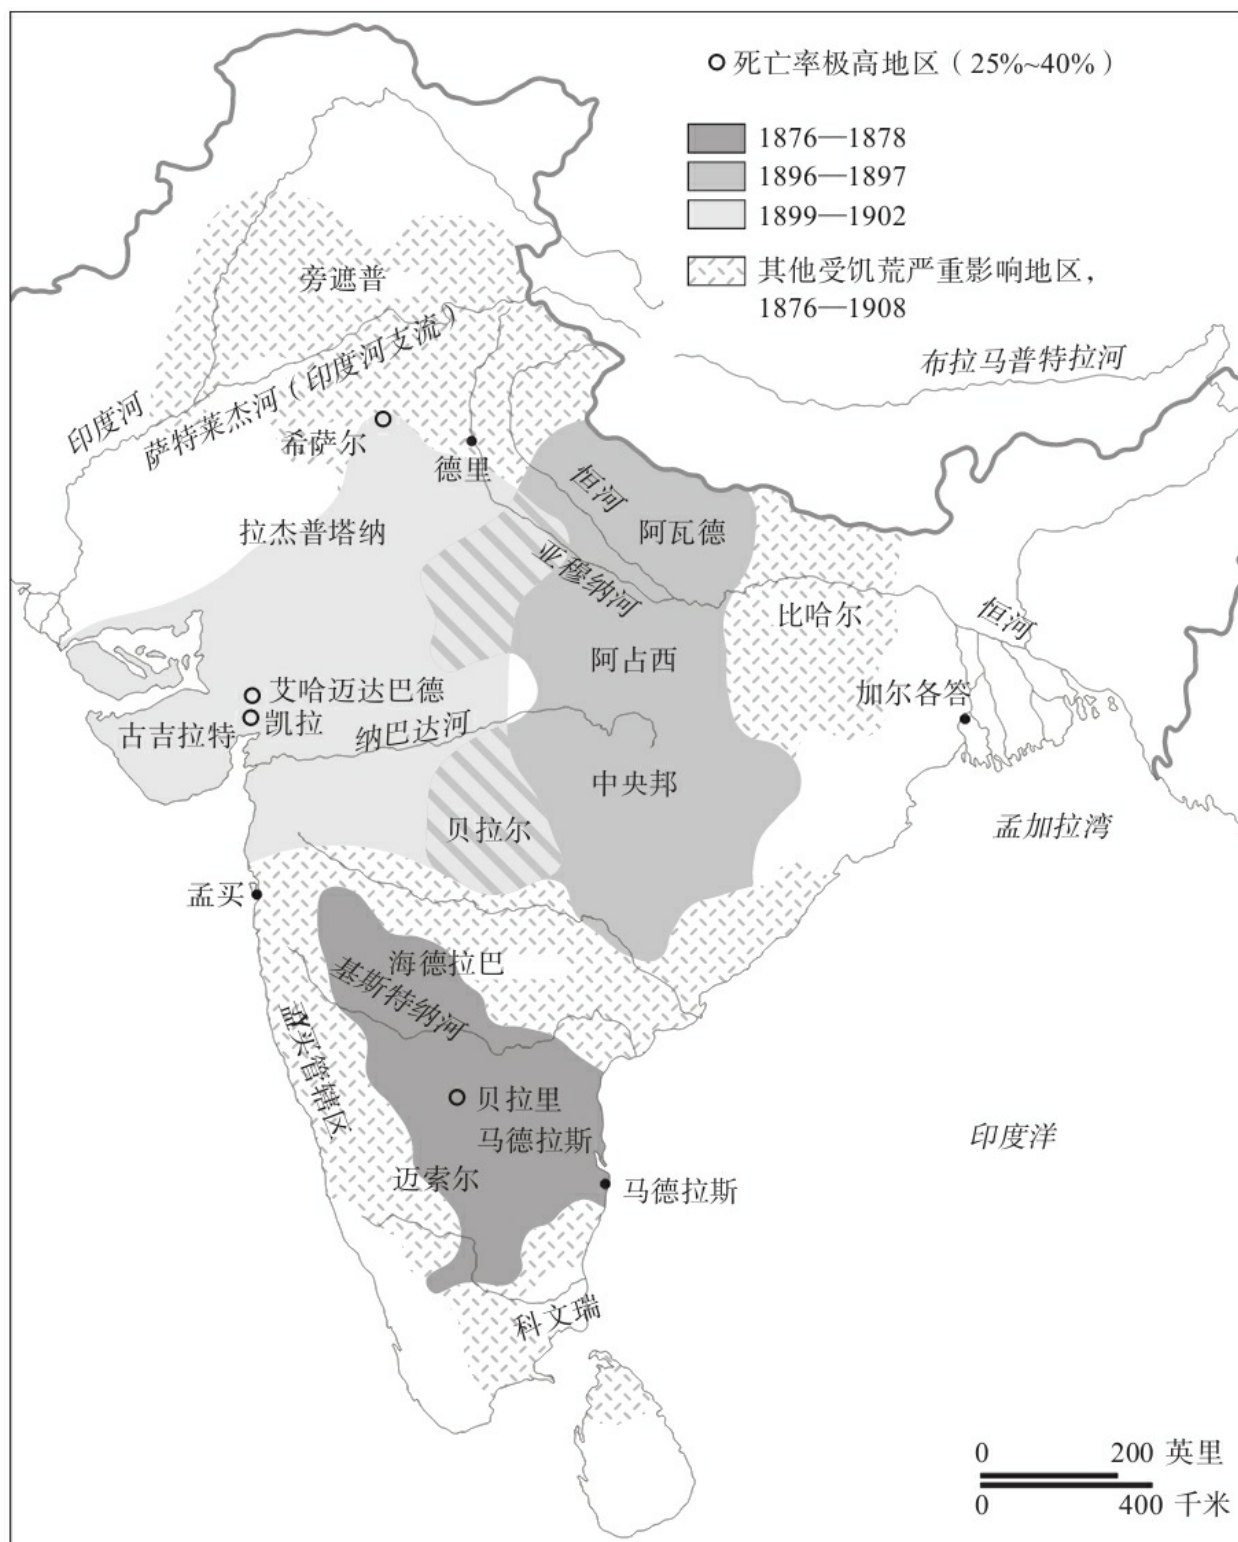 死亡率极高地区（25%~40%）
1876—1878
1896—1897
1899—1902
其他受饥荒严重影响地区，
1876—1908
旁遮普
布拉马普特拉河
印度河
萨特莱杰河（印度河支流）
希萨尔
德里
恒河
阿瓦德
拉杰普塔纳
亚穆纳河
比哈尔
恒河
阿占西
加尔各答
艾哈迈达巴德
凯拉
古吉拉特
纳巴达河
中央邦
贝拉尔
孟加拉湾
孟买
海德拉巴
基斯特纳河
孟买管辖区
贝拉里
马德拉斯
印度洋
迈索尔
马德拉斯
科文瑞
0 200 英里
0 400 千米